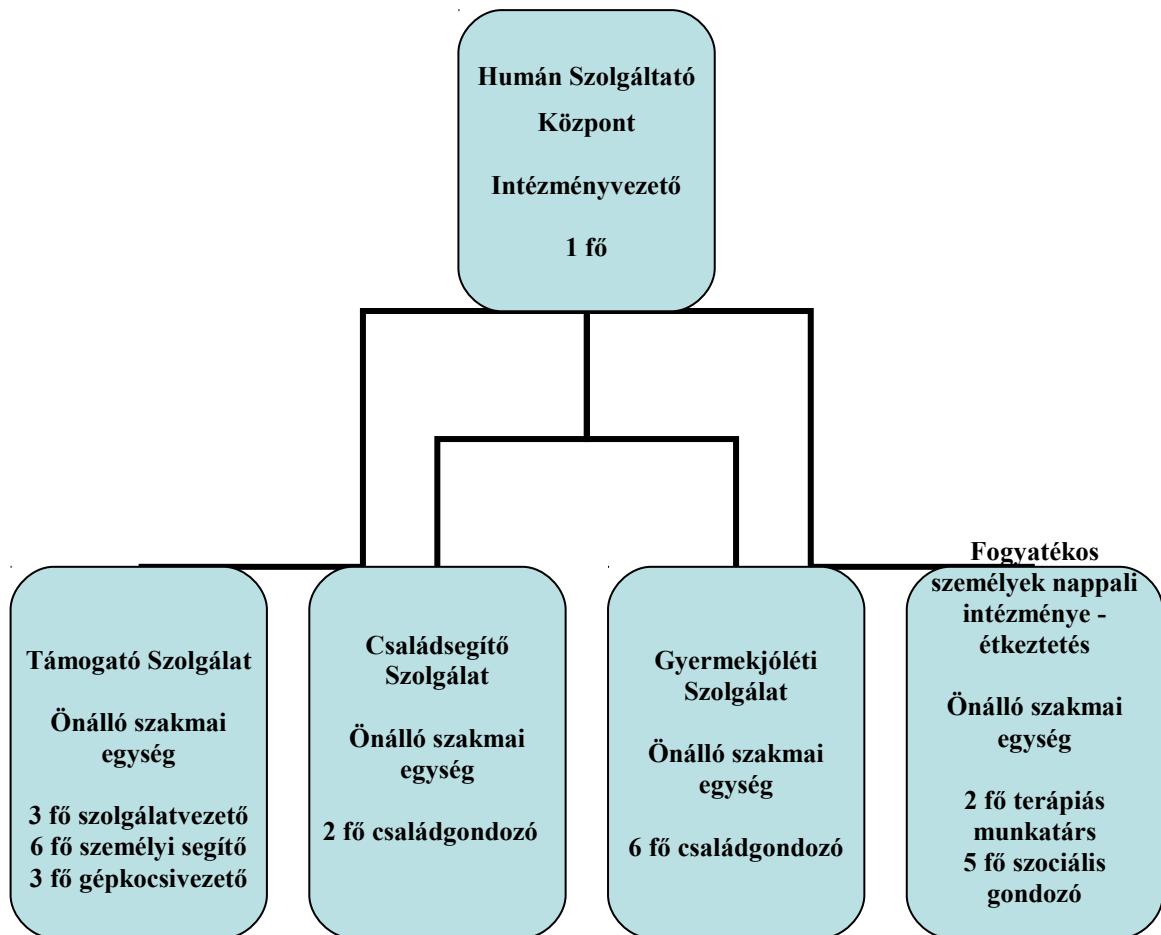 Humán Szolgáltató
Központ
Intézményvezető
1 fő
Támogató Szolgálat
Önálló szakmai
egység
3 fő szolgálatvezető
6 fő személyi segítő
3 fő gépkocsivezető
Családsegítő
Szolgálat
Önálló szakmai
egység
2 fő családgondozó
Gyermekjóléti
Szolgálat
Önálló szakmai
egység
6 fő családgondozó
Fogyatékos
személyek nappali
intézménye -
étkeztetés
Önálló szakmai
egység
2 fő terápiás
munkatárs
5 fő szociális
gondozó